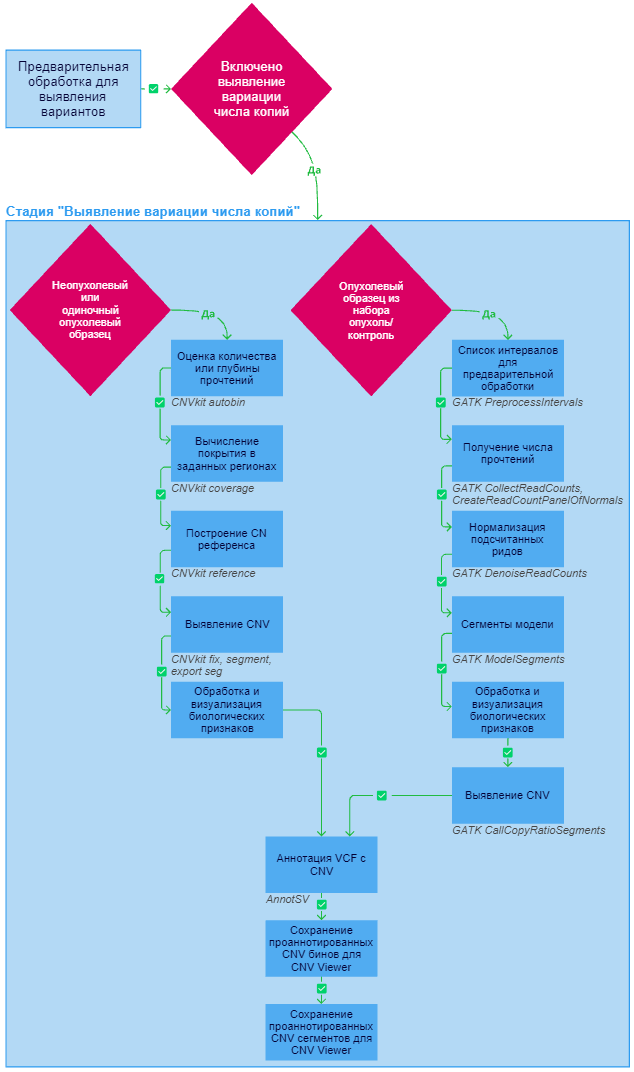 Предварительная
обработка для
выявления
вариантов
Включено
выявление
вариации
числа копий
Да
Стадия "Выявление вариации числа копий"
Неопухолевый
или
одиночный
опухолевый
образец
Да
Оценка количества
или глубины
прочтений
CNVkit autobin
Вычисление
покрытия в
заданных регионах
CNVkit coverage
Построение CN
референса
CNVkit reference
Выявление CNV
CNVkit fix, segment,
export seg
Обработка и
визуализация
биологических
признаков
Опухолевый
образец из
набора
опухоль/
контроль
Да
Список интервалов
для
предварительной
обработки
GATK PreprocessIntervals
Получение числа
прочтений
GATK CollectReadCounts,
CreateReadCountPanelOfNormals
Нормализация
подсчитанных
ридов
GATK DenoiseReadCounts
Сегменты модели
GATK ModelSegments
Обработка и
визуализация
биологических
признаков
Выявление CNV
GATK CallCopyRatioSegments
Аннотация VCF с
CNV
AnnotSV
Сохранение
проаннотированных
CNV бинов для
CNV Viewer
Сохранение
проаннотированных
CNV сегментов для
CNV Viewer